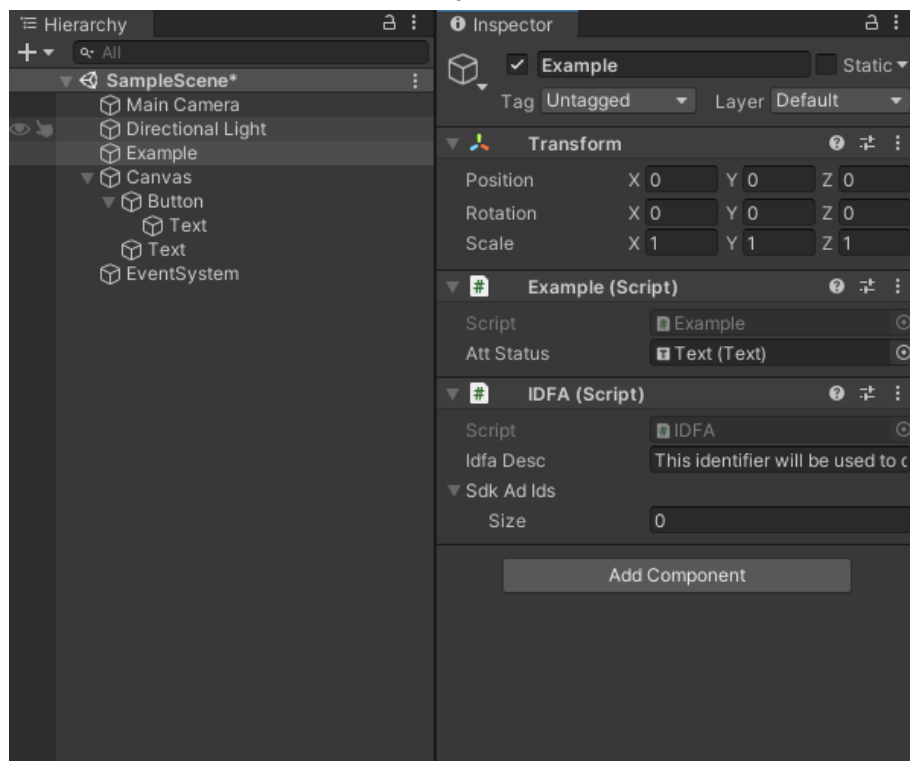 Hierarchy
All
SampleScene*
Main Camera
Directional Light
Example
Canvas
Button
Text
Text
EventSystem
Inspector
Example
Static
Tag Untagged Layer Default
Transform
Position X 0 Y 0 Z 0
Rotation X 0 Y 0 Z 0
Scale X 1 Y 1 Z 1
# Example (Script)
Script Example
Att Status Text (Text)
# IDFA (Script)
Script IDFA
Idfa Desc This identifier will be used to
Sdk Ad Ids
Size 0
Add Component